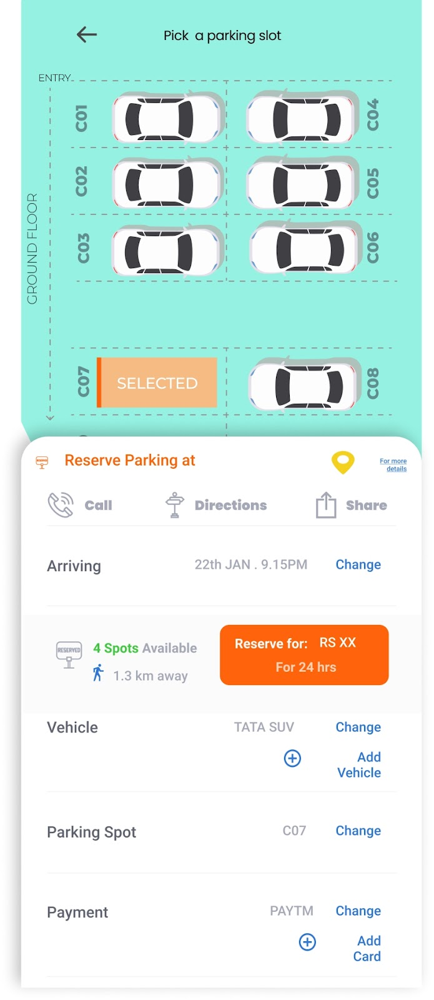 Pick a parking slot
ENTRY
GROUND FLOOR
C01
C04
C02
C05
C03
C06
C07
SELECTED
C08
Reserve Parking at
RESERVED
For more
details
Call
Directions
Share
Arriving
22th JAN . 9.15PM
Change
RESERVED
4 Spots Available
1.3 km away
Reserve for: RS XX
For 24 hrs
Vehicle
TATA SUV
Change
Add
Vehicle
Parking Spot
C07
Change
Payment
PAYTM
Change
Add
Card